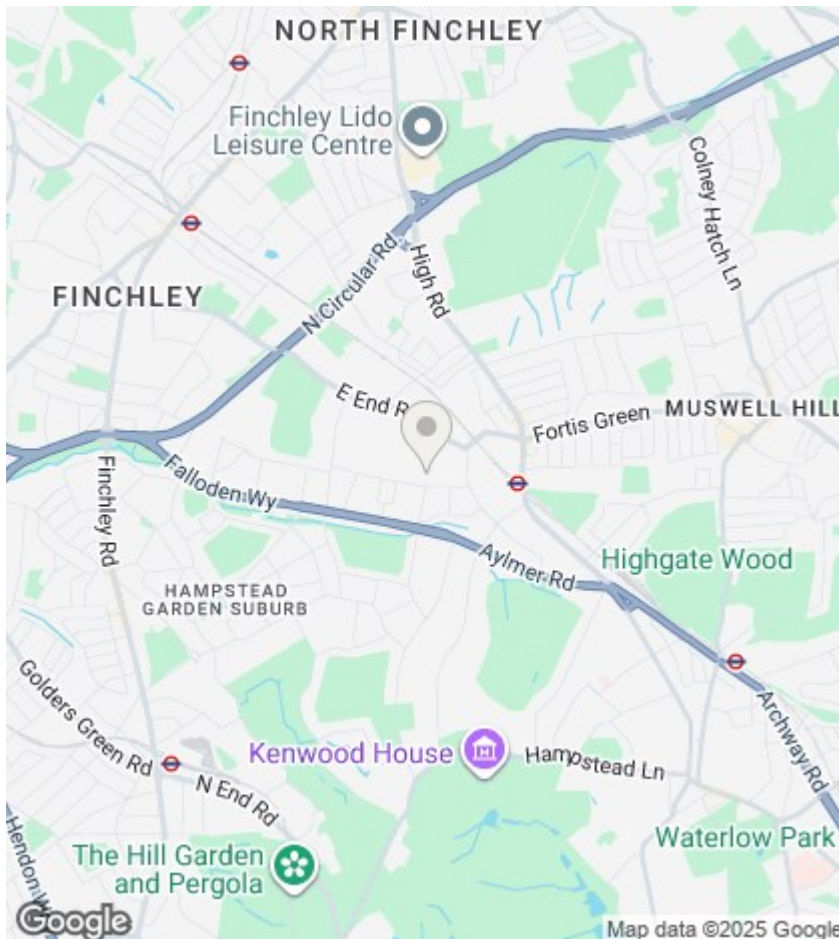 NORTH FINCHLEY
Finchley Lido
Leisure Centre
Colney Hatch Ln
N Circular Rd
High Rd
FINCHLEY
E End R
Fortis Green
MUSWELL HILL
Finchley Rd
Falloden Wy
Aylmer Rd
Highgate Wood
HAMPSTEAD
GARDEN SUBURB
Golders Green Rd
Archway Rd
Kenwood House
Hampstead Ln
N End Rd
Hendon W
Waterlow Park
The Hill Garden
and Pergola
Google
Map data ©2025 Google